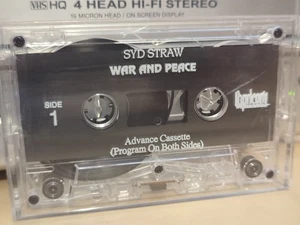 VHS HQ 4 HEAD HI-FI STEREO
19 MICRON HEAD / ON SCREEN DISPLAY
SYD STRAW
WAR AND PEACE
SIDE
1
Capricorn
Advance Cassette
(Program On Both Sides)